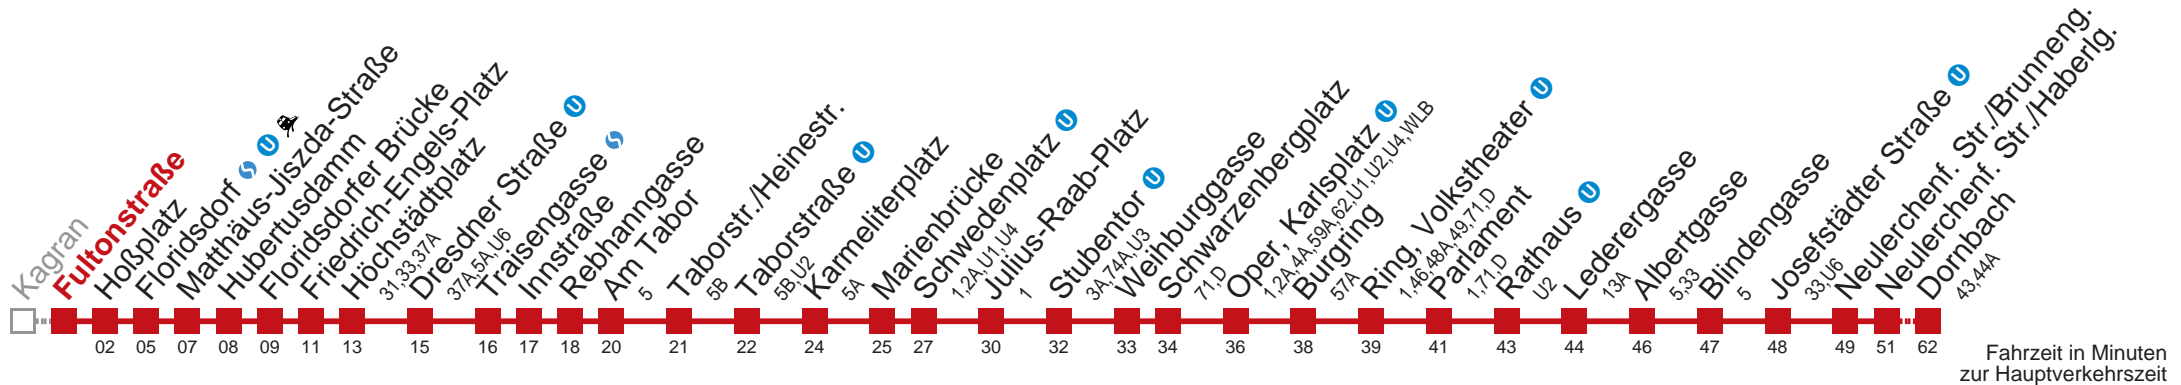 Kagran
Fultonstraße
Hoßplatz
Floridsdorf
U
Matthäus-Jiszda-Straße
Hubertusdamm
Floridsdorfer Brücke
Friedrich-Engels-Platz
Höchstädtplatz
31,33,37A
Dresdner Straße U
37A,5A,U6
Traisengasse
Innstraße
Rebhanngasse
Am Tabor
5
Taborstr./Heinestr.
5B
Taborstraße U
5B,U2
Karmeliterplatz
5A
Marienbrücke
Schwedenplatz U
1,2A,U1,U4
Julius-Raab-Platz
1
Stubentor U
3A,74A,U3
Weihburggasse
Schwarzenbergplatz
71,D
Oper, Karlsplatz U
1,2A,4A,59A,62,U1,U2,U4,WLB
Burgring
57A
Ring, Volkstheater U
1,46,48A,49,71,D
Parlament
1,71,D
Rathaus U
U2
Lederergasse
13A
Albertgasse
5,33
Blindengasse
5
Josefstädter Straße U
33,U6
Neulerchenf. Str./Brunneng.
Neulerchenf. Str./Haberlg.
Dornbach
43,44A
02 05 07 08 09 11 13 15 16 17 18 20 21 22 24 25 27 30 32 33 34 36 38 39 41 43 44 46 47 48 49 51 62
Fahrzeit in Minuten
zur Hauptverkehrszeit